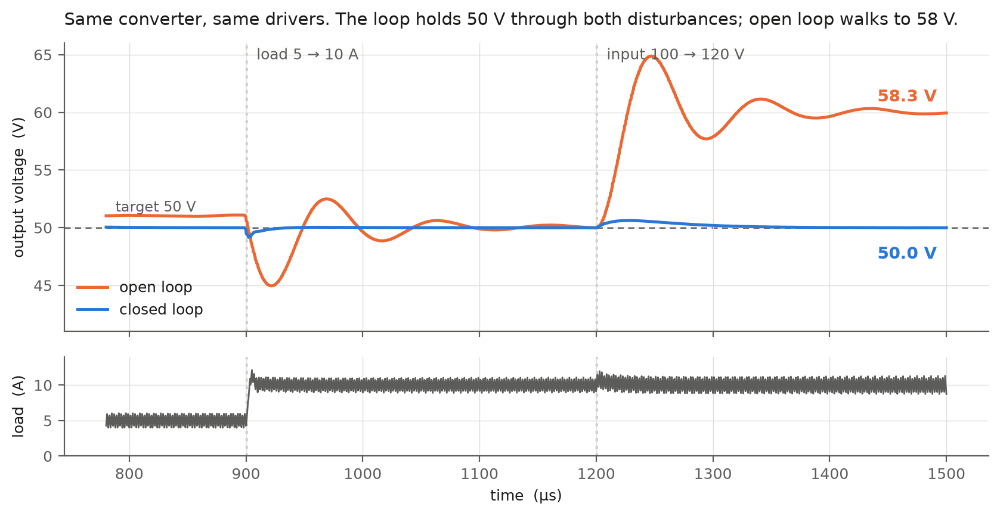 Same converter, same drivers. The loop holds 50 V through both disturbances; open loop walks to 58 V.
output voltage (V)
65
60
55
50
45
load 5 → 10 A
input 100 → 120 V
58.3 V
target 50 V
50.0 V
open loop
closed loop
load (A)
10
5
0
800
900
1000
1100
1200
1300
1400
1500
time (µs)